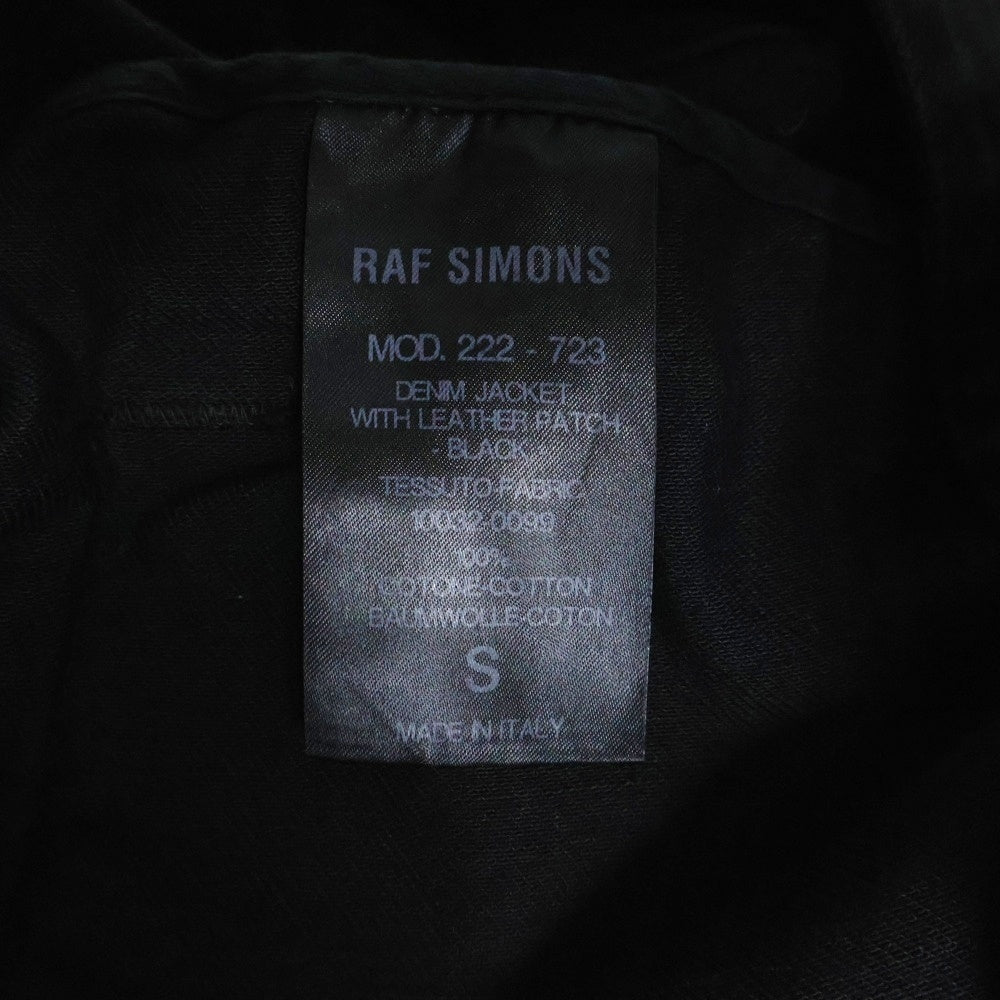 RAF SIMONS
MOD. 222 - 723
DENIM JACKET
WITH LEATHER PATCH
- BLACK
TESSUTO-FABRIC
10032-0099
100%
COTONE-COTTON
BAUMWOLLE-COTON
S
MADE IN ITALY